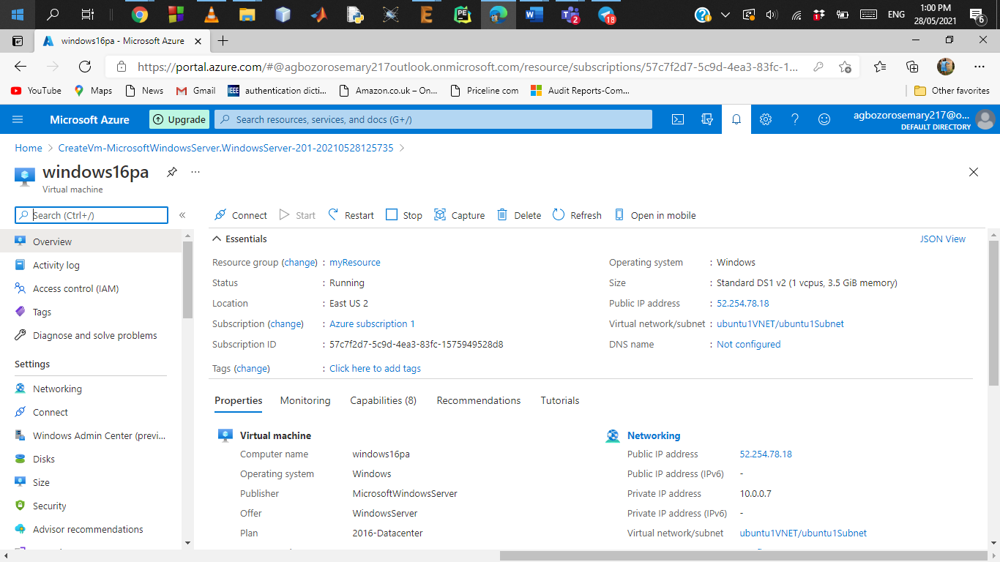 ENG
1:00 PM
28/05/2021
6
2
18
1
windows16pa - Microsoft Azure
https://portal.azure.com/#@agbozorosemary217outlook.onmicrosoft.com/resource/subscriptions/57c7f2d7-5c9d-4ea3-83fc-1...
YouTube Maps News Gmail IEEE authentication dicti... Amazon.co.uk – On... Priceline com Audit Reports-Com... Other favorites
Microsoft Azure Upgrade Search resources, services, and docs (G+/) agbozorosemary217@o...
DEFAULT DIRECTORY
Home > CreateVm-MicrosoftWindowsServer.WindowsServer-201-20210528125735 >
windows16pa
Virtual machine
Search (Ctrl+/) «
Connect Start Restart Stop Capture Delete Refresh Open in mobile
Overview
Activity log
Access control (IAM)
Tags
Diagnose and solve problems
Settings
Networking
Connect
Windows Admin Center (previ...
Disks
Size
Security
Advisor recommendations
Essentials JSON View
Resource group (change) : myResource
Status : Running
Location : East US 2
Subscription (change) : Azure subscription 1
Subscription ID : 57c7f2d7-5c9d-4ea3-83fc-1575949528d8
Tags (change) : Click here to add tags
Operating system : Windows
Size : Standard DS1 v2 (1 vcpus, 3.5 GiB memory)
Public IP address : 52.254.78.18
Virtual network/subnet : ubuntu1VNET/ubuntu1Subnet
DNS name : Not configured
Properties Monitoring Capabilities (8) Recommendations Tutorials
Virtual machine
Computer name windows16pa
Operating system Windows
Publisher MicrosoftWindowsServer
Offer WindowsServer
Plan 2016-Datacenter
Networking
Public IP address 52.254.78.18
Public IP address (IPv6) -
Private IP address 10.0.0.7
Private IP address (IPv6) -
Virtual network/subnet ubuntu1VNET/ubuntu1Subnet